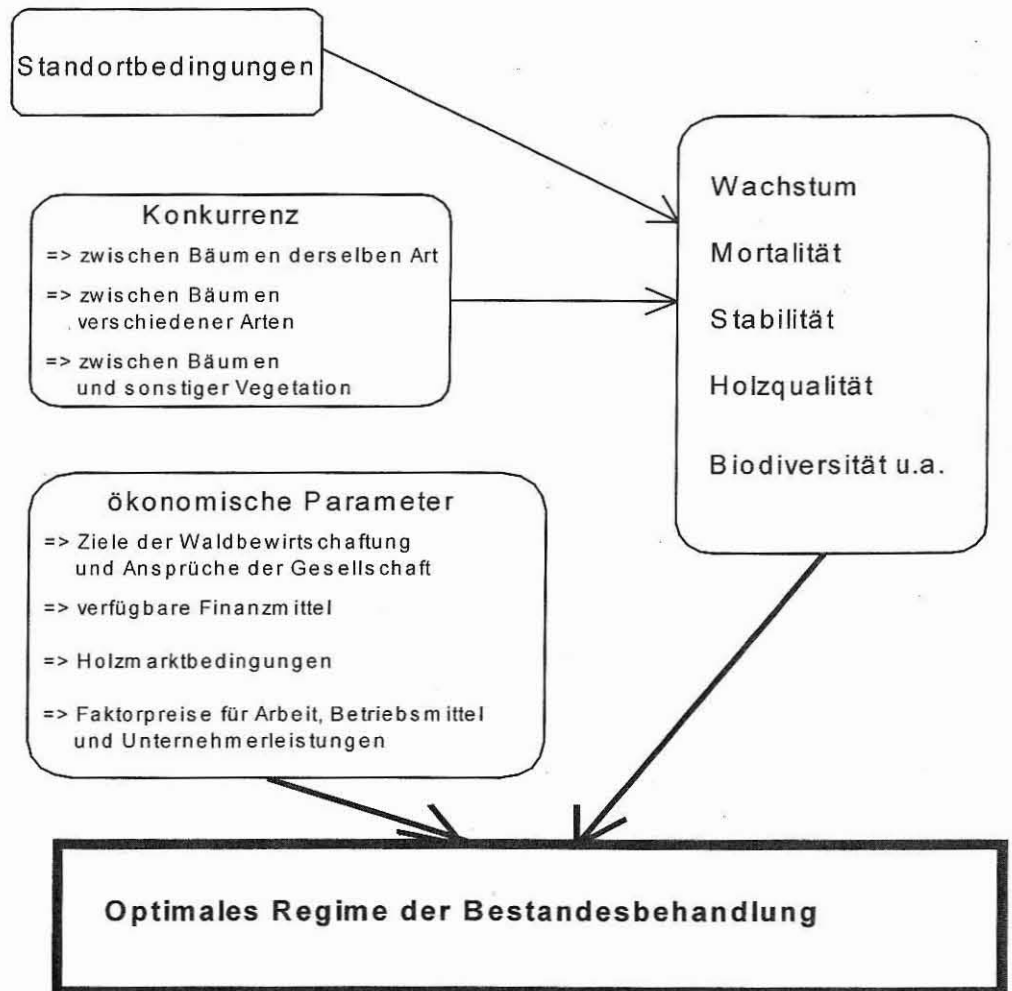 Standortbedingungen
Konkurrenz
=> zwischen Bäumen derselben Art
=> zwischen Bäumen
verschiedener Arten
=> zwischen Bäumen
und sonstiger Vegetation
ökonomische Parameter
=> Ziele der Waldbewirtschaftung
und Ansprüche der Gesellschaft
=> verfügbare Finanzmittel
=> Holzmarktbedingungen
=> Faktorpreise für Arbeit, Betriebsmittel
und Unternehmerleistungen
Wachstum
Mortalität
Stabilität
Holzqualität
Biodiversität u.a.
Optimales Regime der Bestandesbehandlung